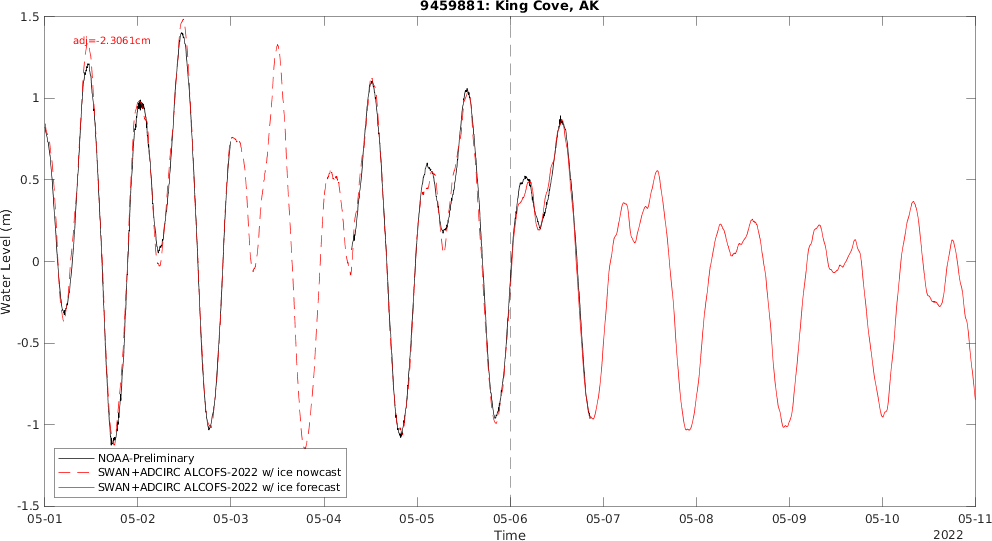 9459881: King Cove, AK
adj=-2.3061cm
1.5
1
0.5
0
-0.5
-1
-1.5
Water Level (m)
NOAA-Preliminary
SWAN+ADCIRC ALCOFS-2022 w/ ice nowcast
SWAN+ADCIRC ALCOFS-2022 w/ ice forecast
05-01 05-02 05-03 05-04 05-05 05-06 05-07 05-08 05-09 05-10 05-11
Time
2022